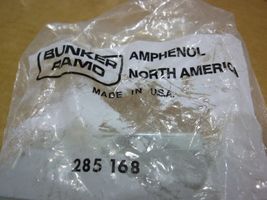 BUNKER
RAMO
AMPHENOL
NORTH AMERICA
MADE IN U.S.A.
285 168